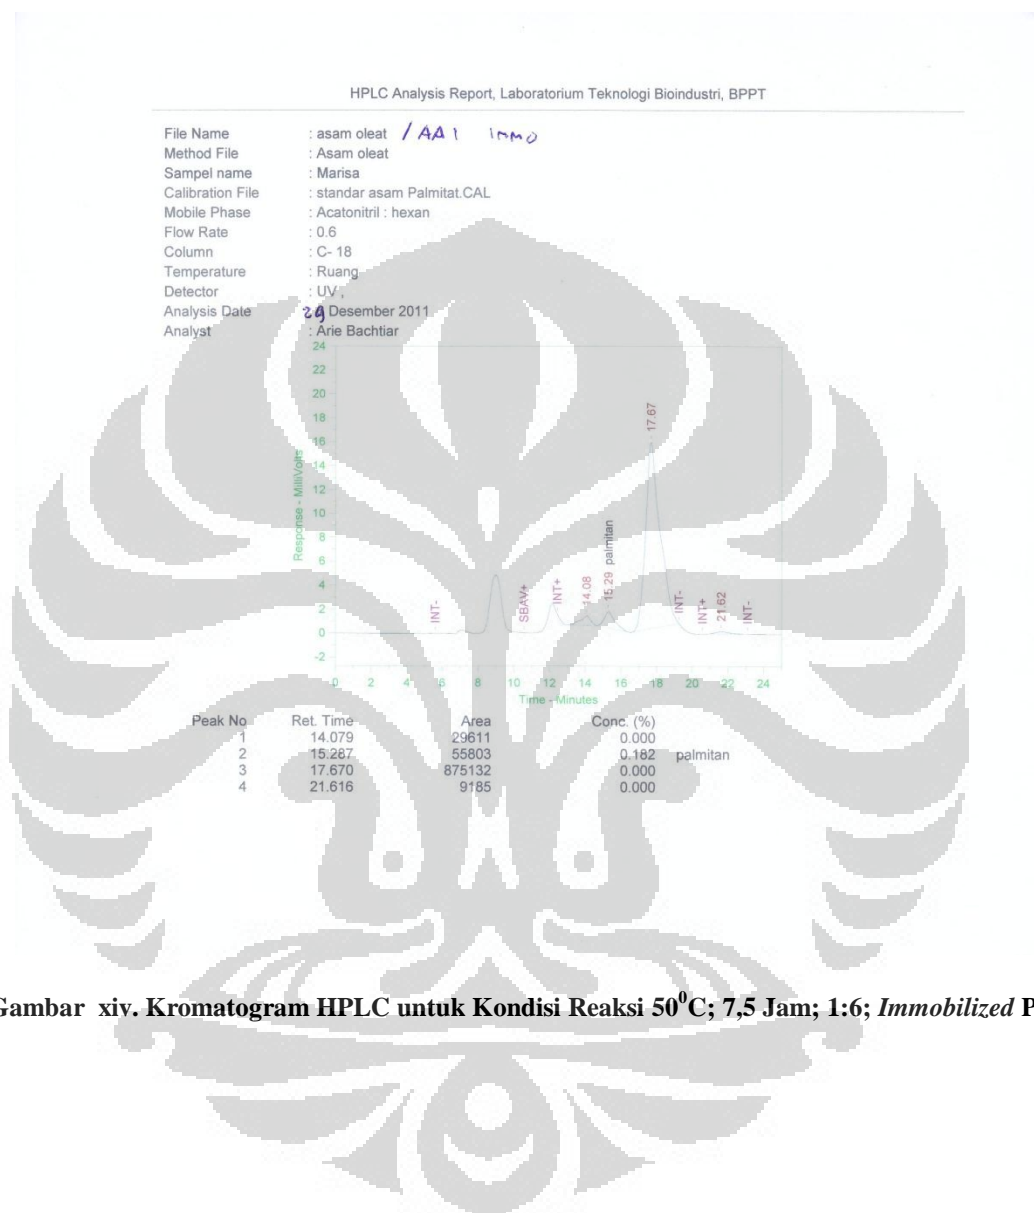 HPLC Analysis Report, Laboratorium Teknologi Bioindustri, BPPT
File Name : asam oleat / AA1 IMMO
Method File : Asam oleat
Sampel name : Marisa
Calibration File : standar asam Palmitat.CAL
Mobile Phase : Acatonitril : hexan
Flow Rate : 0.6
Column : C- 18
Temperature : Ruang
Detector : UV ,
Analysis Date 29 Desember 2011
Analyst : Arie Bachtiar
24
22
20
18
16
14
12
10
8
6
4
2
0
-2
Response - MilliVolts
INT-
SBAV+
INT+
14.08
15.29 palmitan
17.67
INT-
INT+
21.62
INT-
0 2 4 6 8 10 12 14 16 18 20 22 24
Time - Minutes
Peak No Ret. Time Area Conc. (%)
1 14.079 29611 0.000
2 15.287 55803 0.182 palmitan
3 17.670 875132 0.000
4 21.616 9185 0.000
Gambar xiv. Kromatogram HPLC untuk Kondisi Reaksi 50⁰C; 7,5 Jam; 1:6; Immobilized P